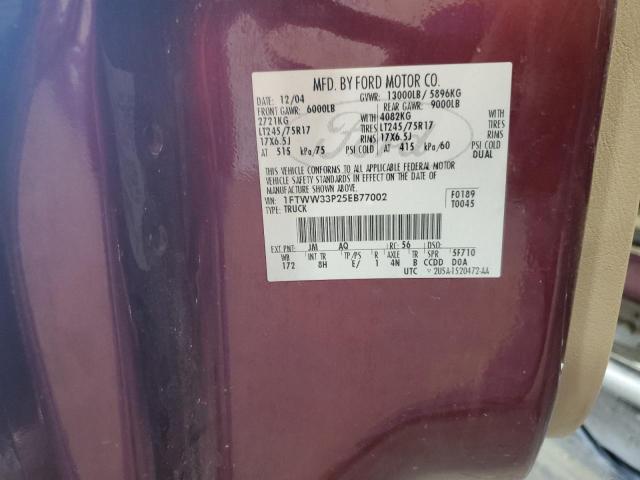 MFD. BY FORD MOTOR CO.
DATE: 12/04 GVWR: 13000LB / 5896KG
FRONT GAWR: 6000LB REAR GAWR: 9000LB
2721KG WITH 4082KG WITH
LT245/75R17 TIRES LT245/75R17 TIRES
17X6.5J RIMS 17X6.5J RIMS
AT 515 kPa/75 PSI COLD AT 415 kPa/60 PSI COLD
DUAL
Ford
THIS VEHICLE CONFORMS TO ALL APPLICABLE FEDERAL MOTOR
VEHICLE SAFETY STANDARDS IN EFFECT ON THE DATE OF
MANUFACTURE SHOWN ABOVE.
VIN: 1FTWW33P25EB77002 F0189
TYPE: TRUCK T0045
EXT PNT: JM AQ RC: 56 DSO:
WB INT TR TP/PS R AXLE TR SPR 5F710
172 8H E/ 1 4N B CCDD D0A
UTC 2U5A-1520472-AA